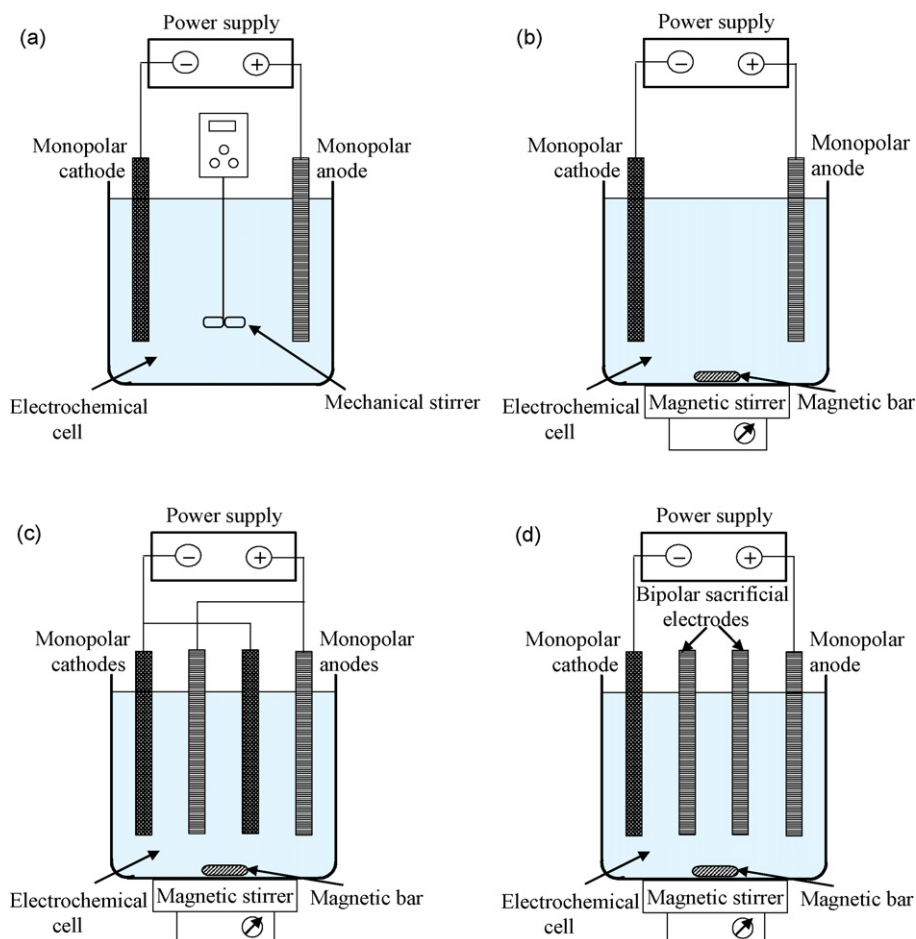 (a)
Power supply
− +
Monopolar
cathode
Monopolar
anode
Electrochemical
cell
Mechanical stirrer
(b)
Power supply
− +
Monopolar
cathode
Monopolar
anode
Electrochemical
cell
Magnetic stirrer
Magnetic bar
(c)
Power supply
− +
Monopolar
cathodes
Monopolar
anodes
Electrochemical
cell
Magnetic stirrer
Magnetic bar
(d)
Power supply
− +
Bipolar sacrificial
electrodes
Monopolar
cathode
Monopolar
anode
Electrochemical
cell
Magnetic stirrer
Magnetic bar